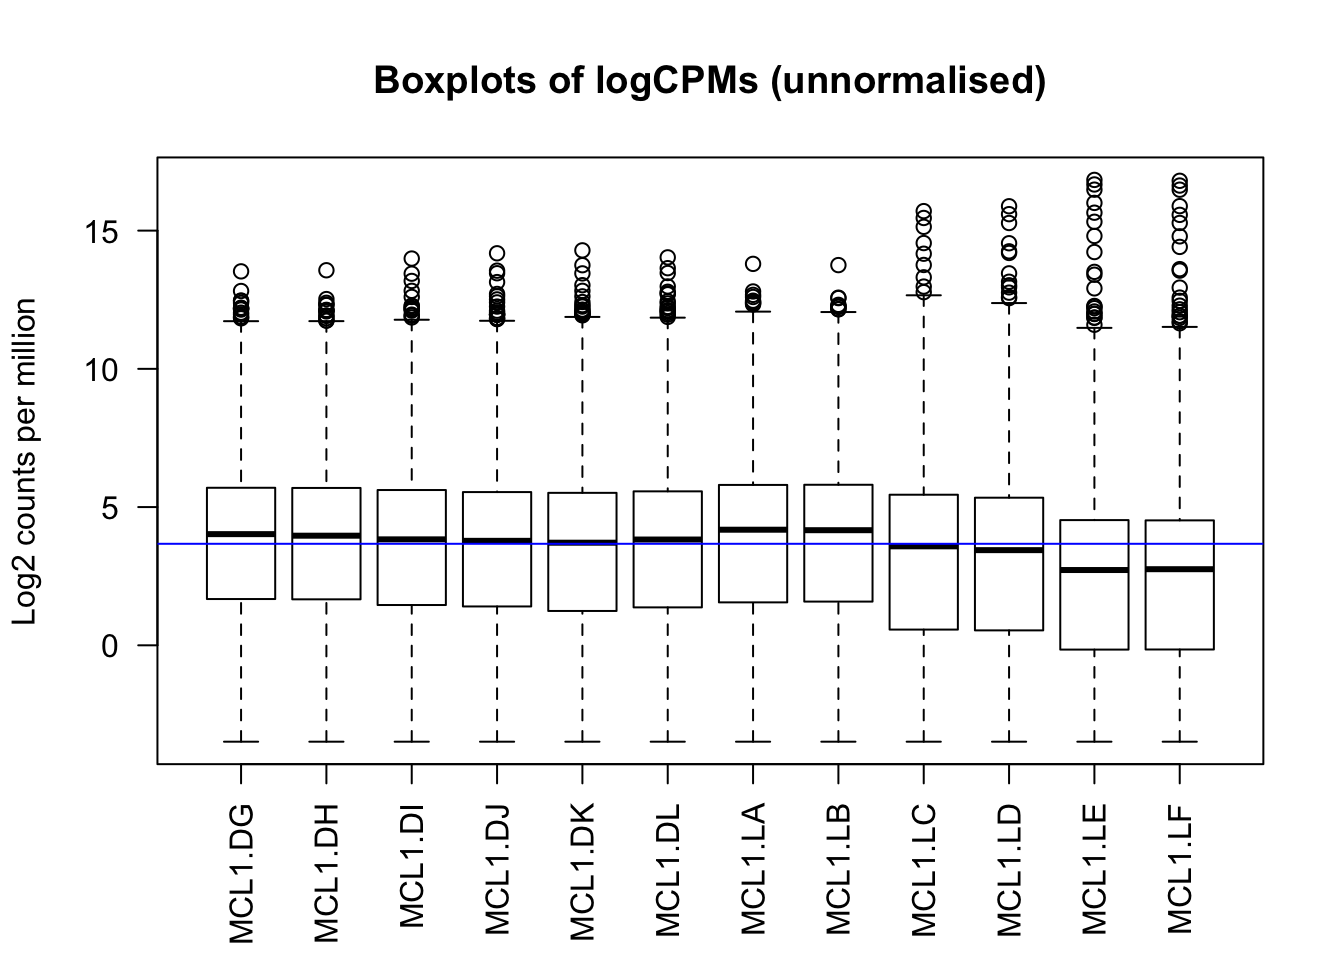 Boxplots of logCPMs (unnormalised)
Log2 counts per million
15
10
5
0
MCL1.DG
MCL1.DH
MCL1.DI
MCL1.DJ
MCL1.DK
MCL1.DL
MCL1.LA
MCL1.LB
MCL1.LC
MCL1.LD
MCL1.LE
MCL1.LF